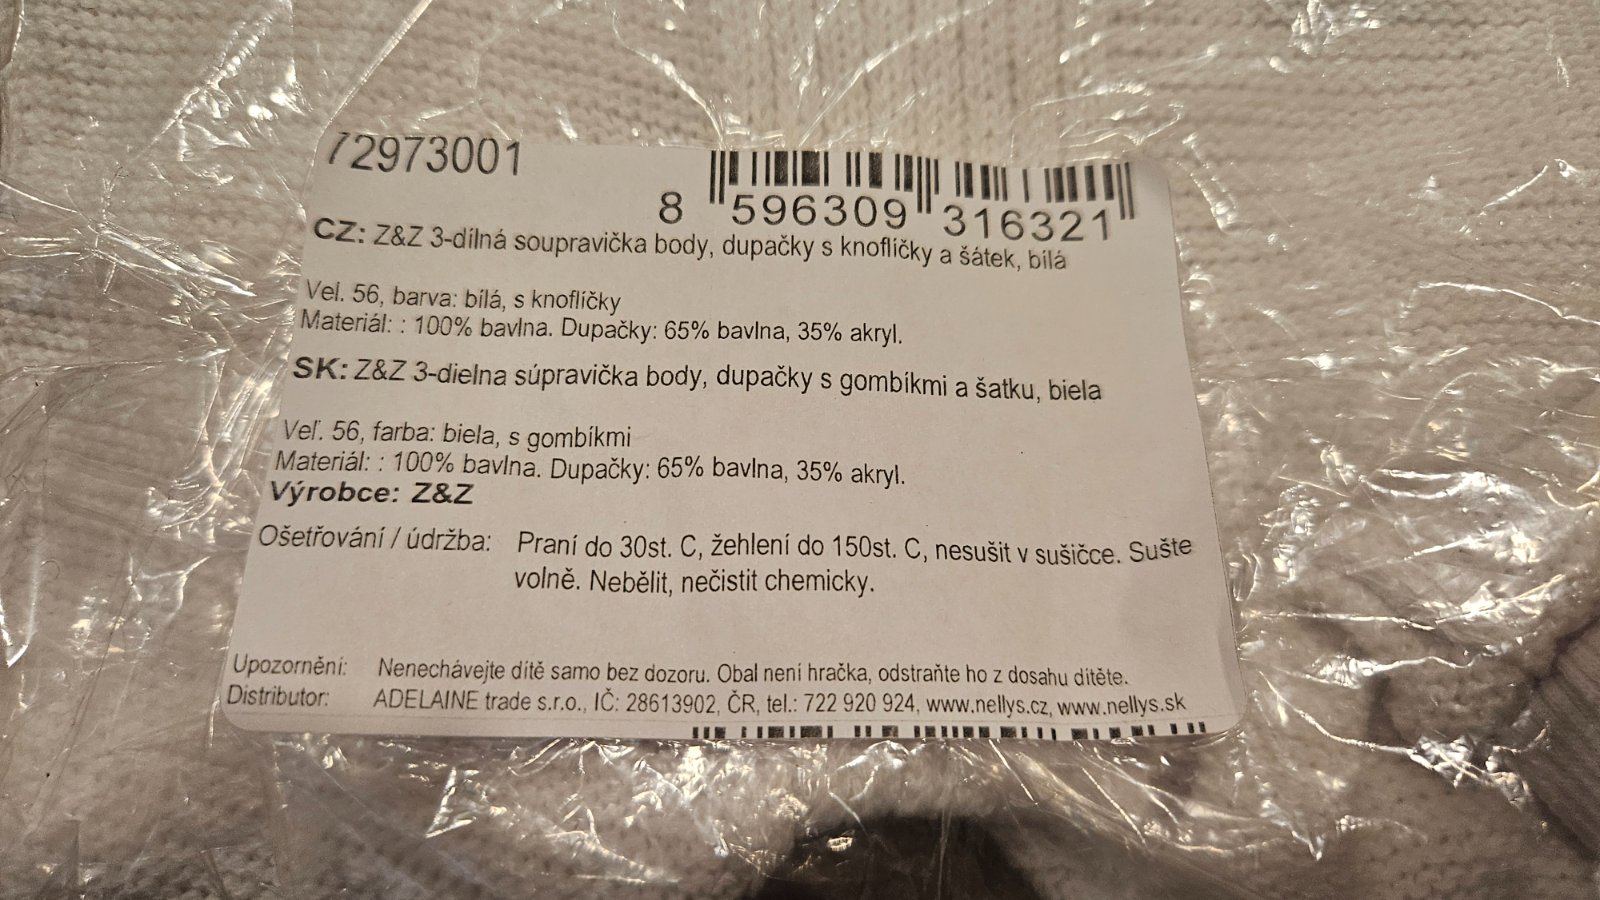 72973001
8 596309 316321
CZ: Z&Z 3-dílná soupravička body, dupačky s knoflíčky a šátek, bílá
Vel. 56, barva: bílá, s knoflíčky
Materiál: : 100% bavlna. Dupačky: 65% bavlna, 35% akryl.
SK: Z&Z 3-dielna súpravička body, dupačky s gombíkmi a šatku, biela
Veľ. 56, farba: biela, s gombíkmi
Materiál: : 100% bavlna. Dupačky: 65% bavlna, 35% akryl.
Výrobce: Z&Z
Ošetřování / údržba: Praní do 30st. C, žehlení do 150st. C, nesušit v sušičce. Sušte
volně. Nebělit, nečistit chemicky.
Upozornění: Nenechávejte dítě samo bez dozoru. Obal není hračka, odstraňte ho z dosahu dítěte.
Distributor: ADELAINE trade s.r.o., IČ: 28613902, ČR, tel.: 722 920 924, www.nellys.cz, www.nellys.sk